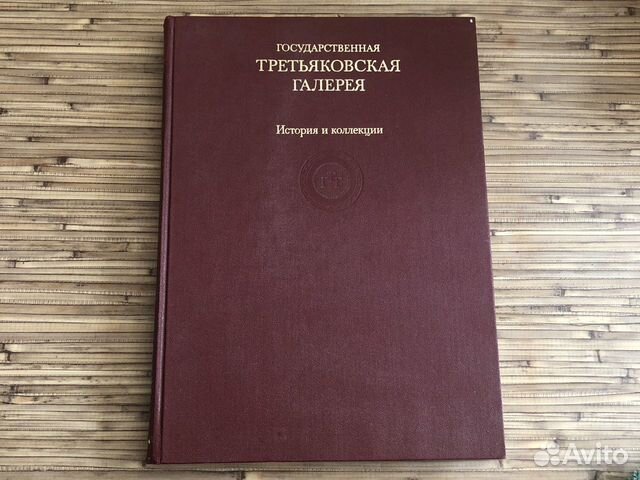 ГОСУДАРСТВЕННАЯ
ТРЕТЬЯКОВСКАЯ
ГАЛЕРЕЯ
История и коллекции
Avito